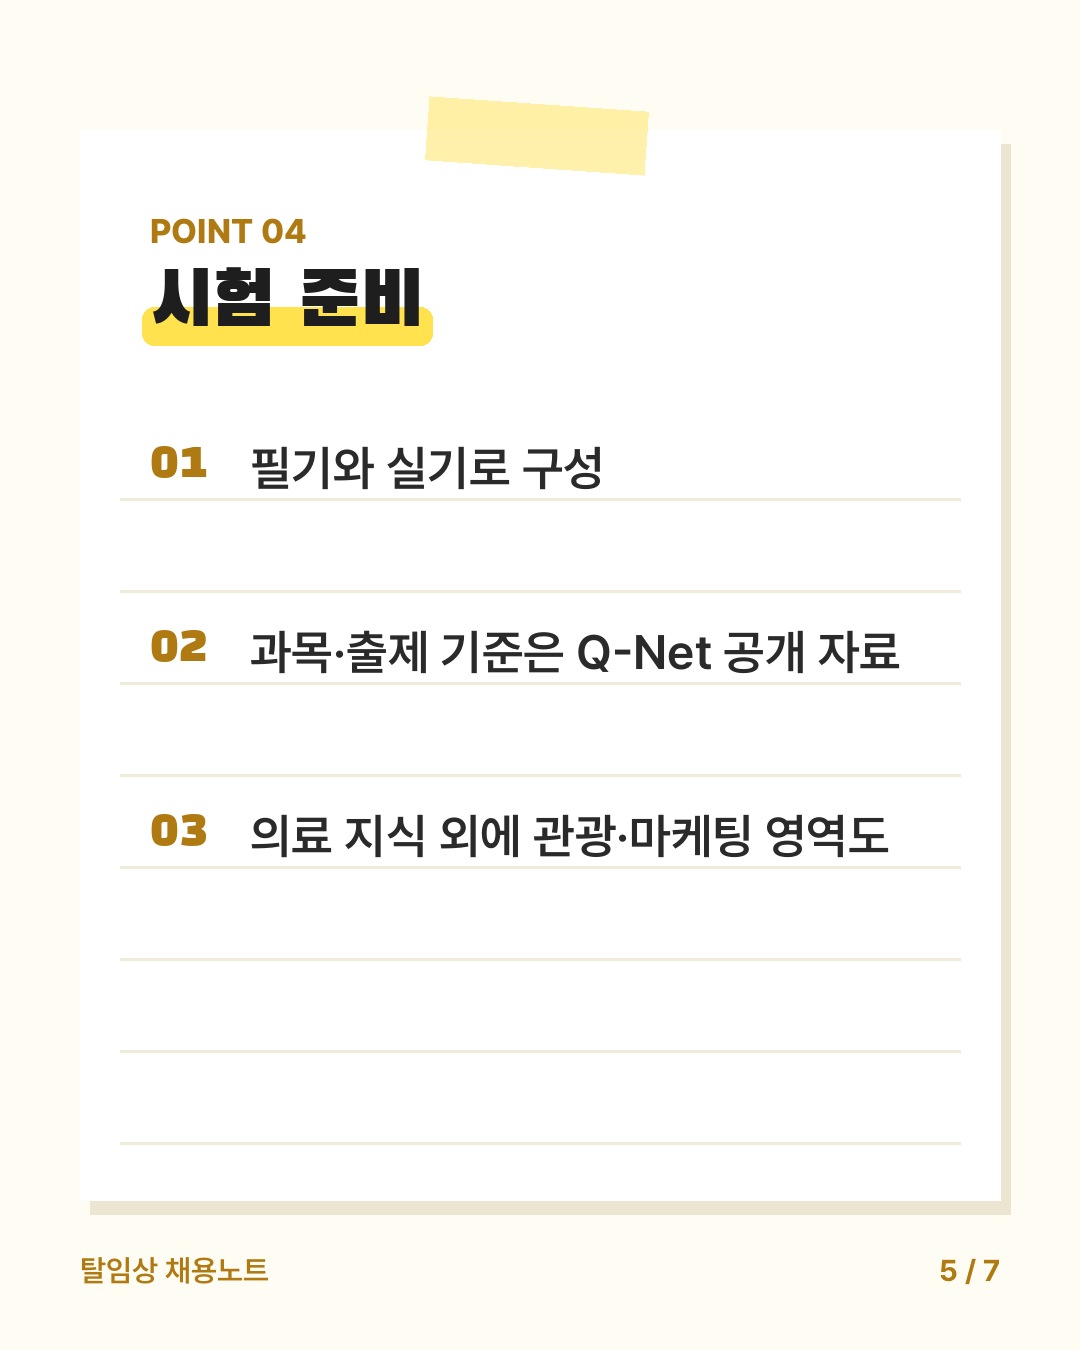 POINT 04
시험 준비
01 필기와 실기로 구성
02 과목·출제 기준은 Q-Net 공개 자료
03 의료 지식 외에 관광·마케팅 영역도
탈임상 채용노트
5 / 7